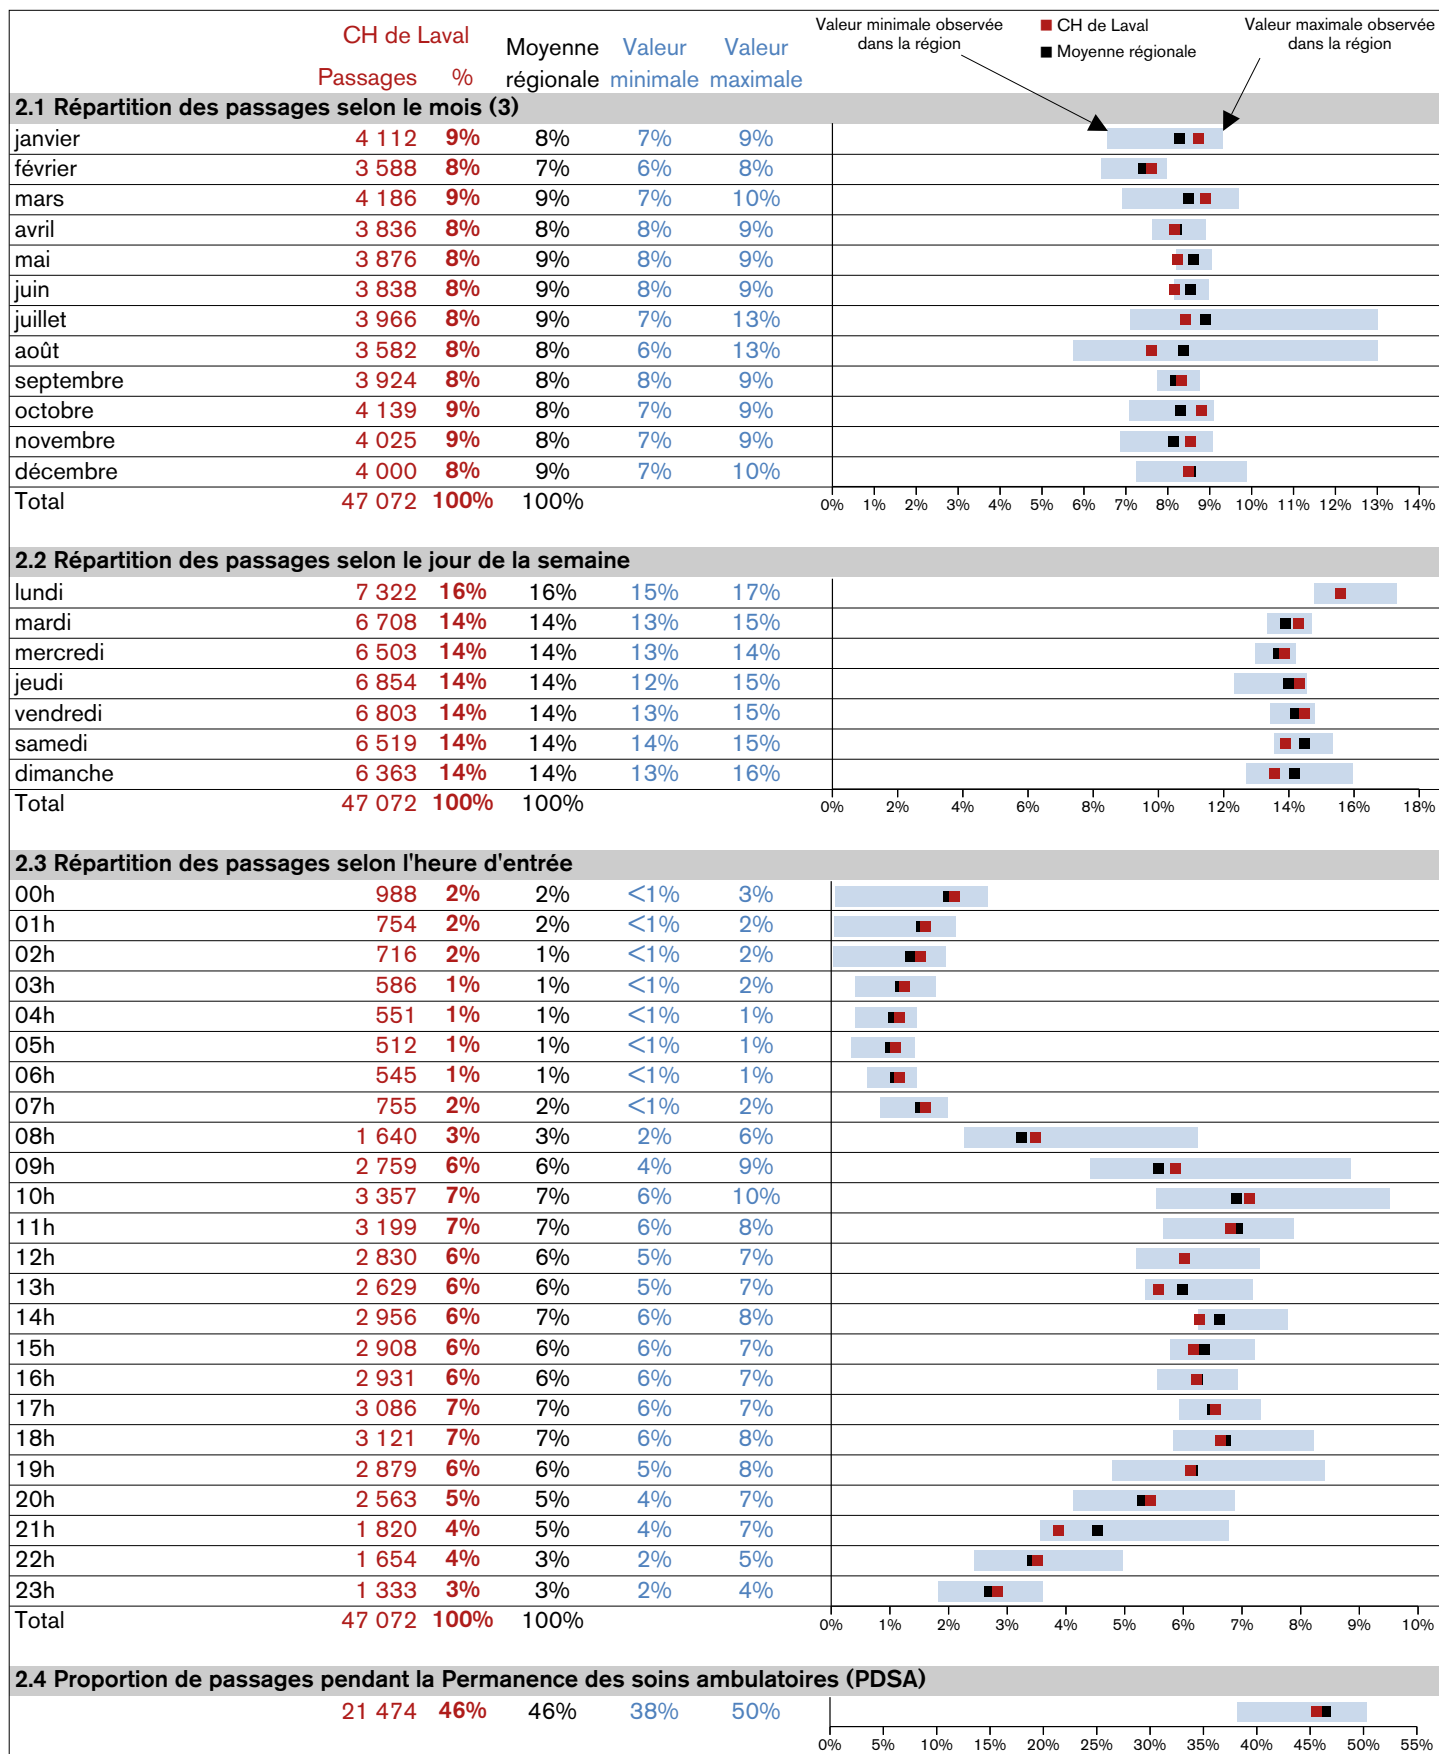 CH de Laval Moyenne régionale Valeur minimale Valeur maximale
Passages %
Valeur minimale observée dans la région
CH de Laval
Moyenne régionale
Valeur maximale observée dans la région
2.1 Répartition des passages selon le mois (3)
janvier 4 112 9% 8% 7% 9%
février 3 588 8% 7% 6% 8%
mars 4 186 9% 9% 7% 10%
avril 3 836 8% 8% 8% 9%
mai 3 876 8% 9% 8% 9%
juin 3 838 8% 9% 8% 9%
juillet 3 966 8% 9% 7% 13%
août 3 582 8% 8% 6% 13%
septembre 3 924 8% 8% 8% 9%
octobre 4 139 9% 8% 7% 9%
novembre 4 025 9% 8% 7% 9%
décembre 4 000 8% 9% 7% 10%
Total 47 072 100% 100%
0% 1% 2% 3% 4% 5% 6% 7% 8% 9% 10% 11% 12% 13% 14%
2.2 Répartition des passages selon le jour de la semaine
lundi 7 322 16% 16% 15% 17%
mardi 6 708 14% 14% 13% 15%
mercredi 6 503 14% 14% 13% 14%
jeudi 6 854 14% 14% 12% 15%
vendredi 6 803 14% 14% 13% 15%
samedi 6 519 14% 14% 14% 15%
dimanche 6 363 14% 14% 13% 16%
Total 47 072 100% 100%
0% 2% 4% 6% 8% 10% 12% 14% 16% 18%
2.3 Répartition des passages selon l'heure d'entrée
00h 988 2% 2% <1% 3%
01h 754 2% 2% <1% 2%
02h 716 2% 1% <1% 2%
03h 586 1% 1% <1% 2%
04h 551 1% 1% <1% 1%
05h 512 1% 1% <1% 1%
06h 545 1% 1% <1% 1%
07h 755 2% 2% <1% 2%
08h 1 640 3% 3% 2% 6%
09h 2 759 6% 6% 4% 9%
10h 3 357 7% 7% 6% 10%
11h 3 199 7% 7% 6% 8%
12h 2 830 6% 6% 5% 7%
13h 2 629 6% 6% 5% 7%
14h 2 956 6% 7% 6% 8%
15h 2 908 6% 6% 6% 7%
16h 2 931 6% 6% 6% 7%
17h 3 086 7% 7% 6% 7%
18h 3 121 7% 7% 6% 8%
19h 2 879 6% 6% 5% 8%
20h 2 563 5% 5% 4% 7%
21h 1 820 4% 5% 4% 7%
22h 1 654 4% 3% 2% 5%
23h 1 333 3% 3% 2% 4%
Total 47 072 100% 100%
0% 1% 2% 3% 4% 5% 6% 7% 8% 9% 10%
2.4 Proportion de passages pendant la Permanence des soins ambulatoires (PDSA)
21 474 46% 46% 38% 50%
0% 5% 10% 15% 20% 25% 30% 35% 40% 45% 50% 55%